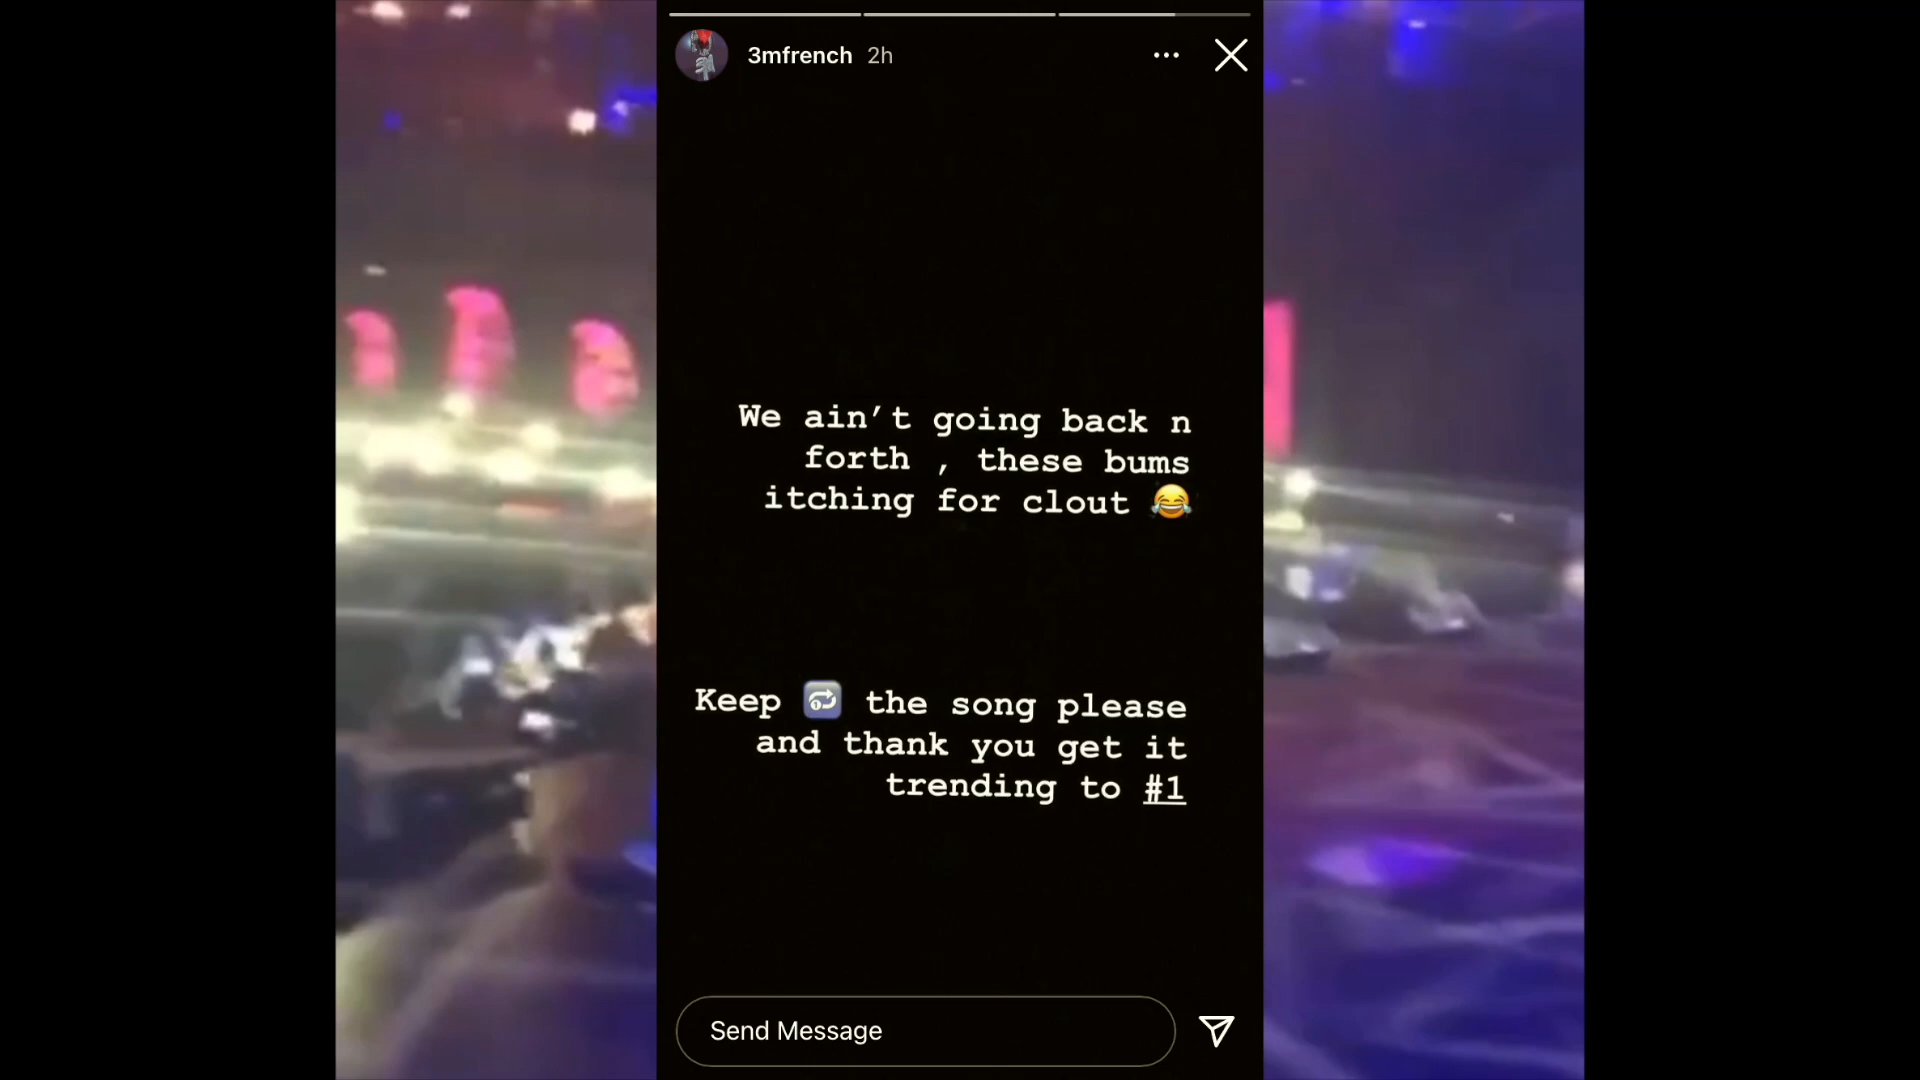 3mfrench 2h
We ain’t going back n
forth , these bums
itching for clout 😂
Keep 🔂 the song please
and thank you get it
trending to #1
Send Message